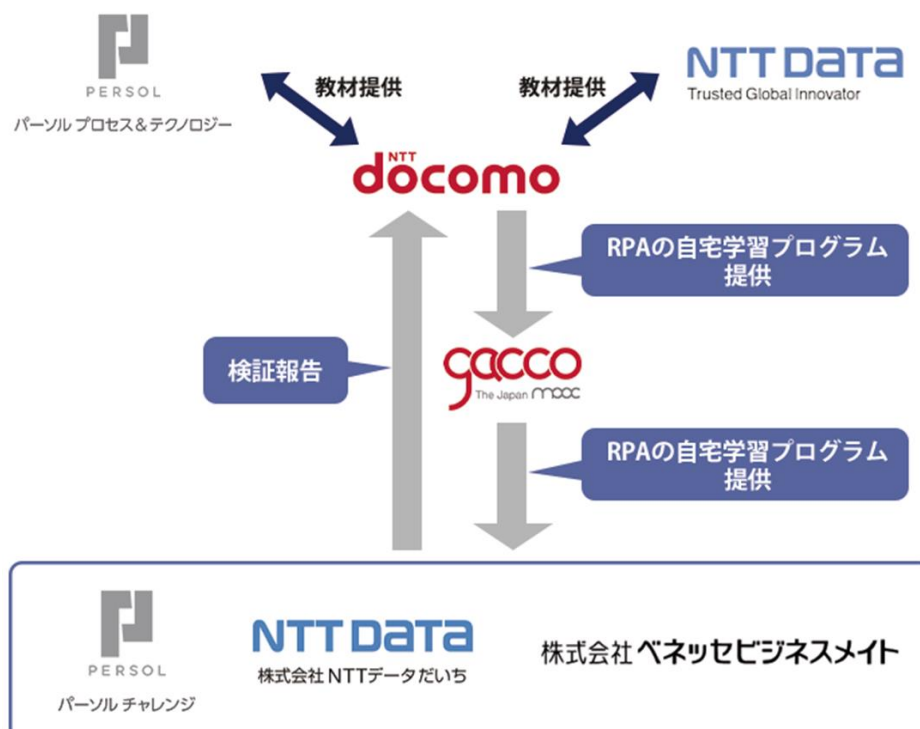 PERSOL
パーソル プロセス＆テクノロジー
教材提供
教材提供
NTT DATA
Trusted Global Innovator
NTT
docomo
RPAの自宅学習プログラム
提供
検証報告
gacco
The Japan mooc
RPAの自宅学習プログラム
提供
PERSOL
パーソル チャレンジ
NTT DATA
株式会社 NTTデータだいち
株式会社 ベネッセビジネスメイト